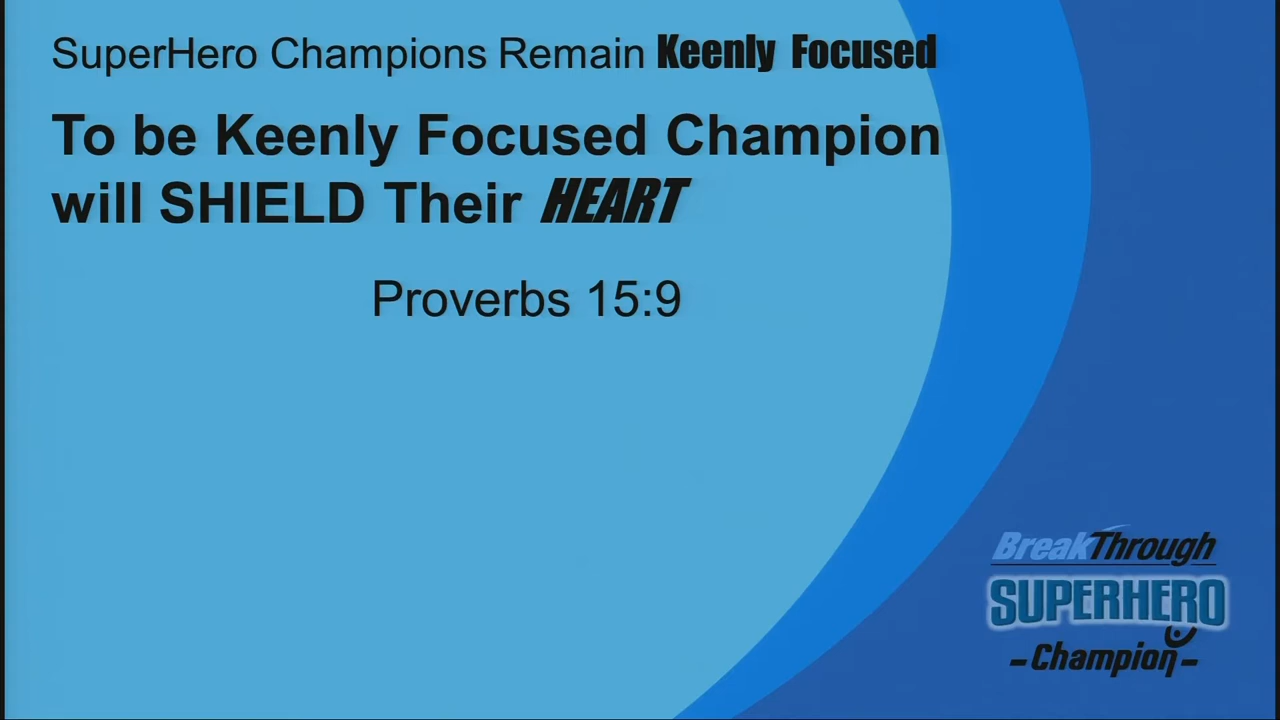 SuperHero Champions Remain Keenly Focused
To be Keenly Focused Champion
will SHIELD Their HEART
Proverbs 15:9
BreakThrough
SUPERHERO
-Champion-